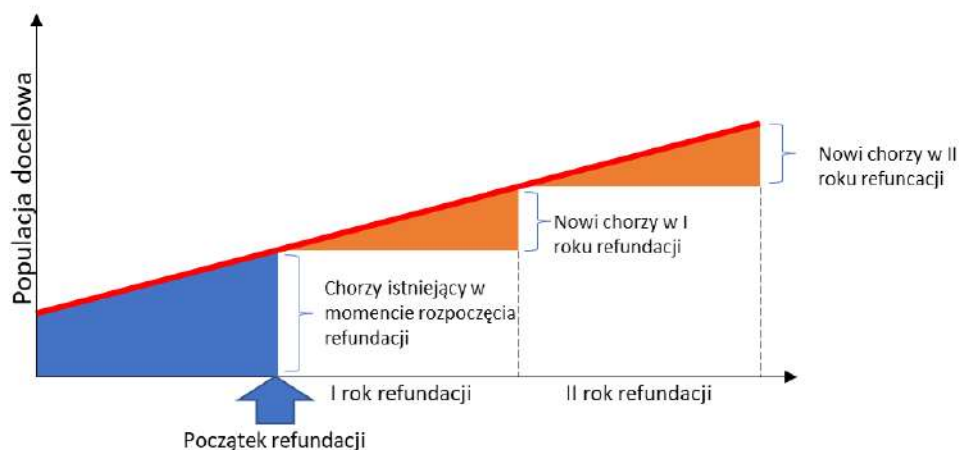 Populacja docelowa
Nowi chorzy w II
roku refuncacji
Nowi chorzy w I
roku refundacji
Chorzy istniejący w
momencie rozpoczęcia
refundacji
I rok refundacji
II rok refundacji
Początek refundacji